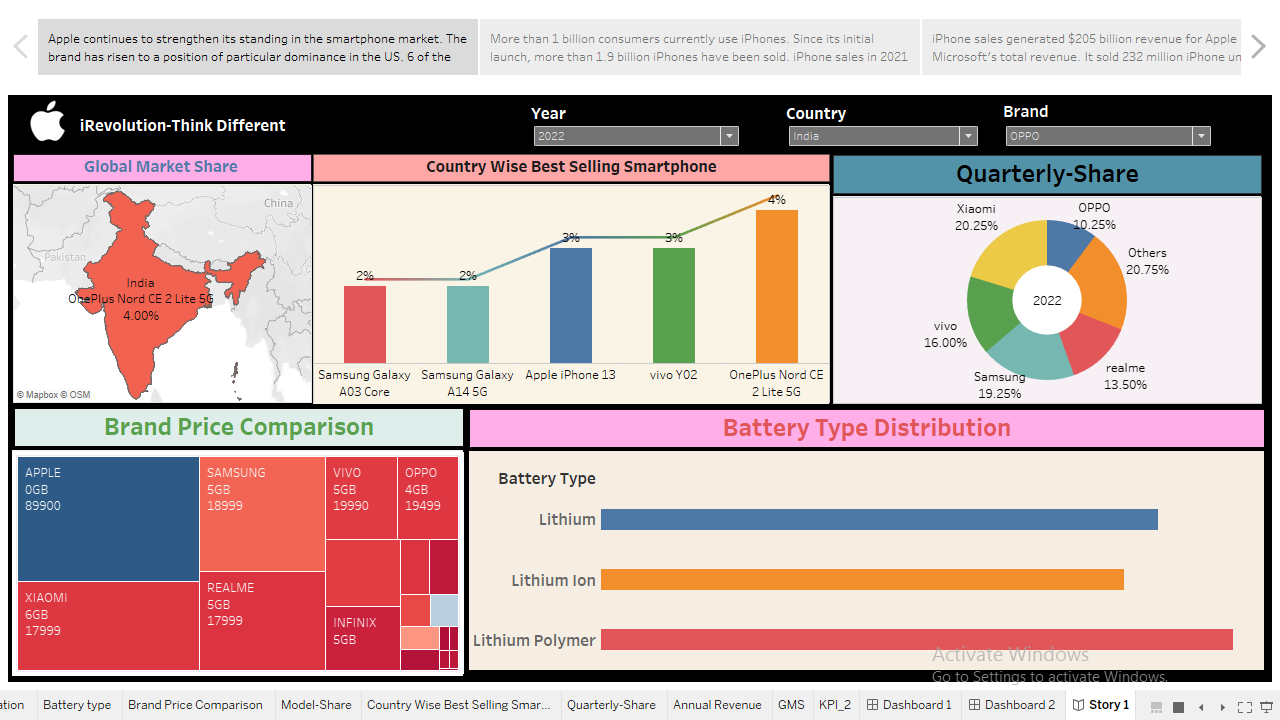 Apple continues to strengthen its standing in the smartphone market. The
brand has risen to a position of particular dominance in the US. 6 of the
More than 1 billion consumers currently use iPhones. Since its initial
launch, more than 1.9 billion iPhones have been sold. iPhone sales in 2021
iPhone sales generated $205 billion revenue for Apple
Microsoft's total revenue. It sold 232 million iPhone un
iRevolution-Think Different
Year
2022
Country
India
Brand
OPPO
Global Market Share
China
Pakistan
India
OnePlus Nord CE 2 Lite 5G
4.00%
© Mapbox © OSM
Country Wise Best Selling Smartphone
2%
2%
3%
3%
4%
Samsung Galaxy
A03 Core
Samsung Galaxy
A14 5G
Apple iPhone 13
vivo Y02
OnePlus Nord CE
2 Lite 5G
Quarterly-Share
Xiaomi
20.25%
OPPO
10.25%
Others
20.75%
2022
vivo
16.00%
Samsung
19.25%
realme
13.50%
Brand Price Comparison
APPLE
0GB
89900
SAMSUNG
5GB
18999
VIVO
5GB
19990
OPPO
4GB
19499
XIAOMI
6GB
17999
REALME
5GB
17999
INFINIX
5GB
Battery Type Distribution
Battery Type
Lithium
Lithium Ion
Lithium Polymer
Activate Windows
Go to Settings to activate Windows.
ation
Battery type
Brand Price Comparison
Model-Share
Country Wise Best Selling Smar...
Quarterly-Share
Annual Revenue
GMS
KPI_2
Dashboard 1
Dashboard 2
Story 1